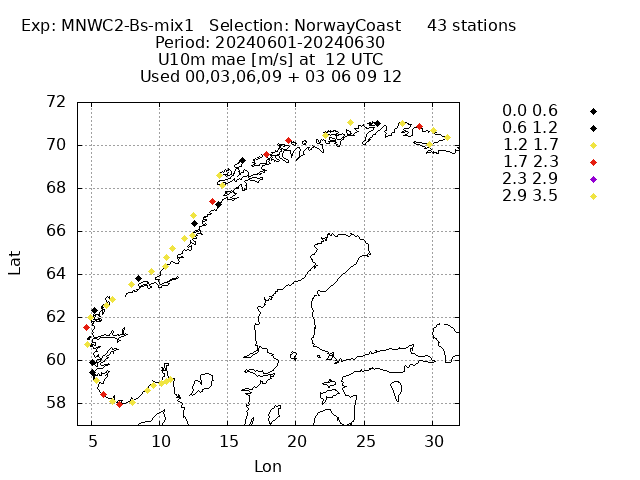 Exp: MNWC2-Bs-mix1   Selection: NorwayCoast     43 stations
Period: 20240601-20240630
U10m mae [m/s] at  12 UTC
Used 00,03,06,09 + 03 06 09 12
0.0 0.6
0.6 1.2
1.2 1.7
1.7 2.3
2.3 2.9
2.9 3.5
72
70
68
66
64
62
60
58
Lat
5 10 15 20 25 30
Lon